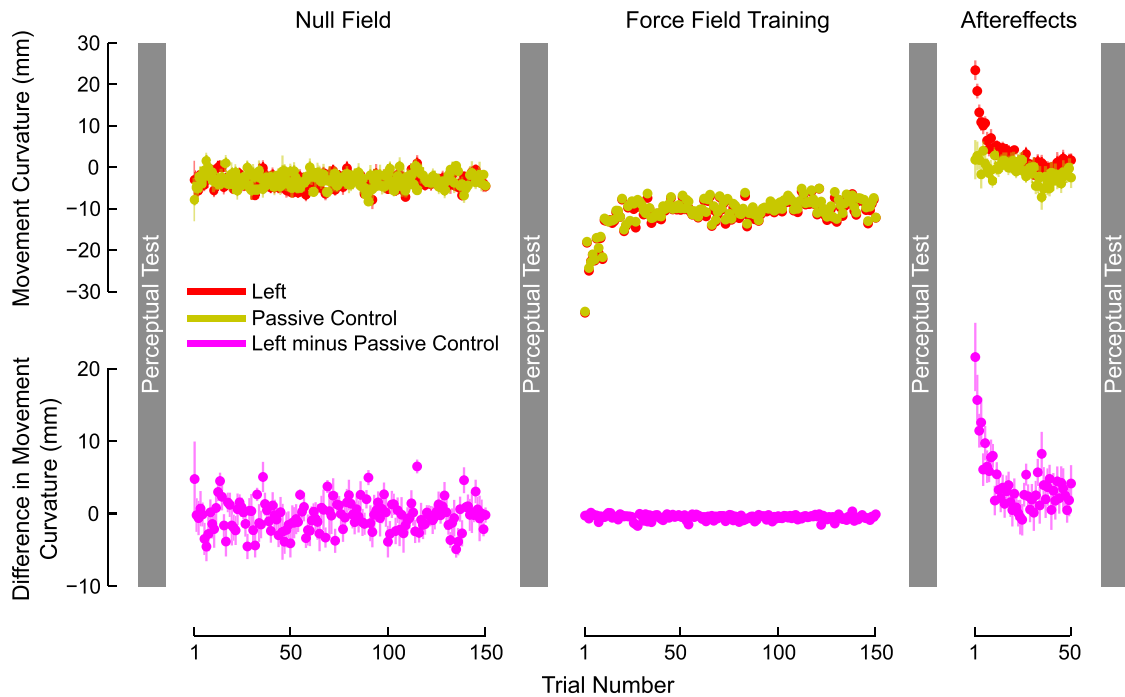 Null Field
Force Field Training
Aftereffects
Movement Curvature (mm)
30
20
10
0
−10
−20
−30
Perceptual Test
Perceptual Test
Perceptual Test
Perceptual Test
Left
Passive Control
Left minus Passive Control
Difference in Movement
Curvature (mm)
20
10
0
−10
1
50
100
150
1
50
100
150
1
50
Trial Number